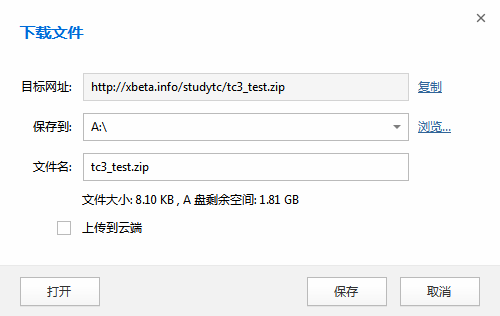 下载文件
目标网址: http://xbeta.info/studytc/tc3_test.zip 复制
保存到: A:\ 浏览...
文件名: tc3_test.zip
文件大小: 8.10 KB , A 盘剩余空间: 1.81 GB
上传到云端
打开 保存 取消